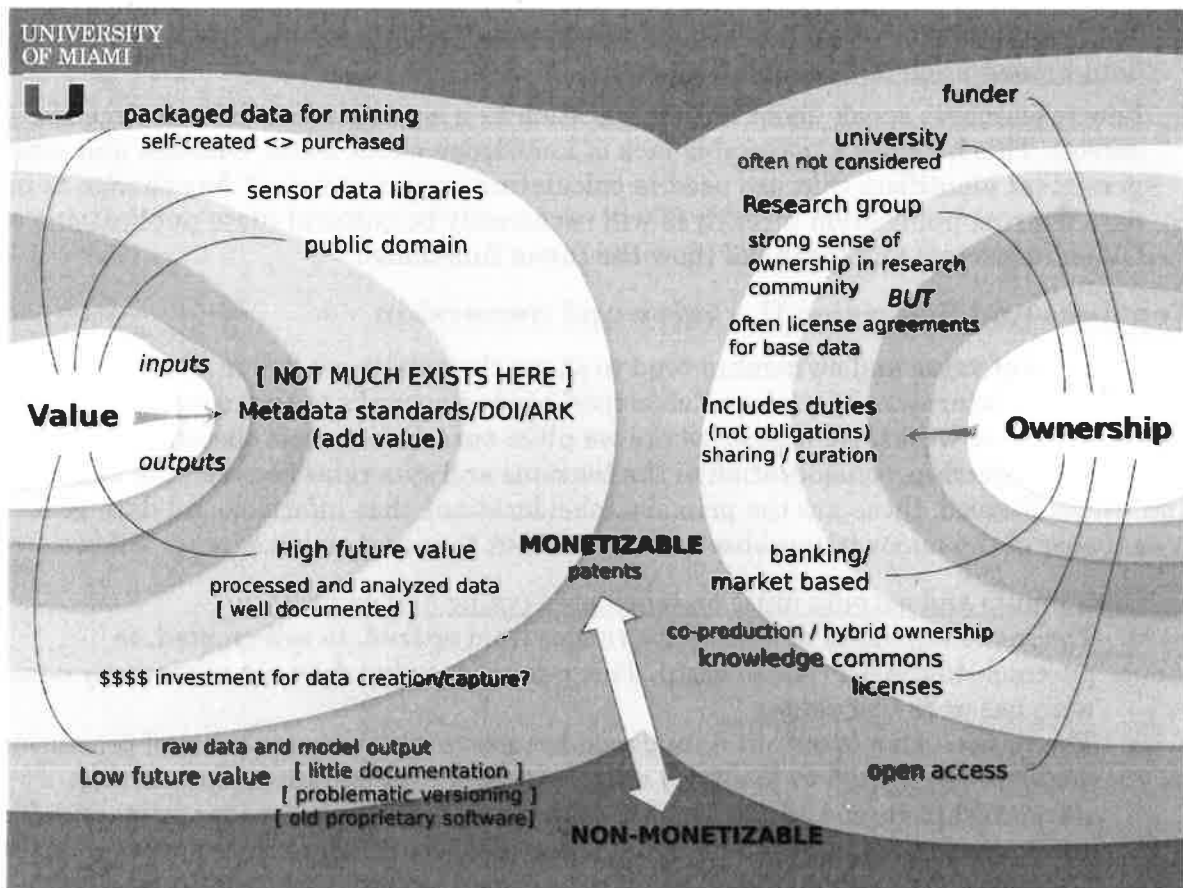 UNIVERSITY
OF MIAMI
packaged data for mining
self-created <> purchased
sensor data libraries
public domain
inputs
[ NOT MUCH EXISTS HERE ]
Value
Metadata standards/DOI/ARK
(add value)
outputs
High future value
processed and analyzed data
[ well documented ]
$$$$ investment for data creation/capture?
raw data and model output
Low future value
[ little documentation ]
[ problematic versioning ]
[ old proprietary software]
MONETIZABLE
patents
NON-MONETIZABLE
funder
university
often not considered
Research group
strong sense of
ownership in research
community
BUT
often license agreements
for base data
Includes duties
(not obligations)
sharing / curation
Ownership
banking/
market based
co-production / hybrid ownership
knowledge commons
licenses
open access